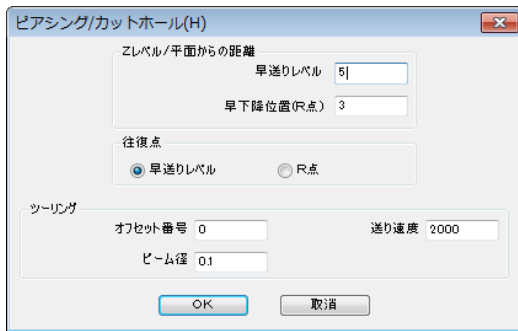 ピアシング/カットホール(H)
Zレベル/平面からの距離
早送りレベル 5
早下降位置(R点) 3
往復点
早送りレベル R点
ツーリング
オフセット番号 0 送り速度 2000
ビーム径 0.1
OK 取消